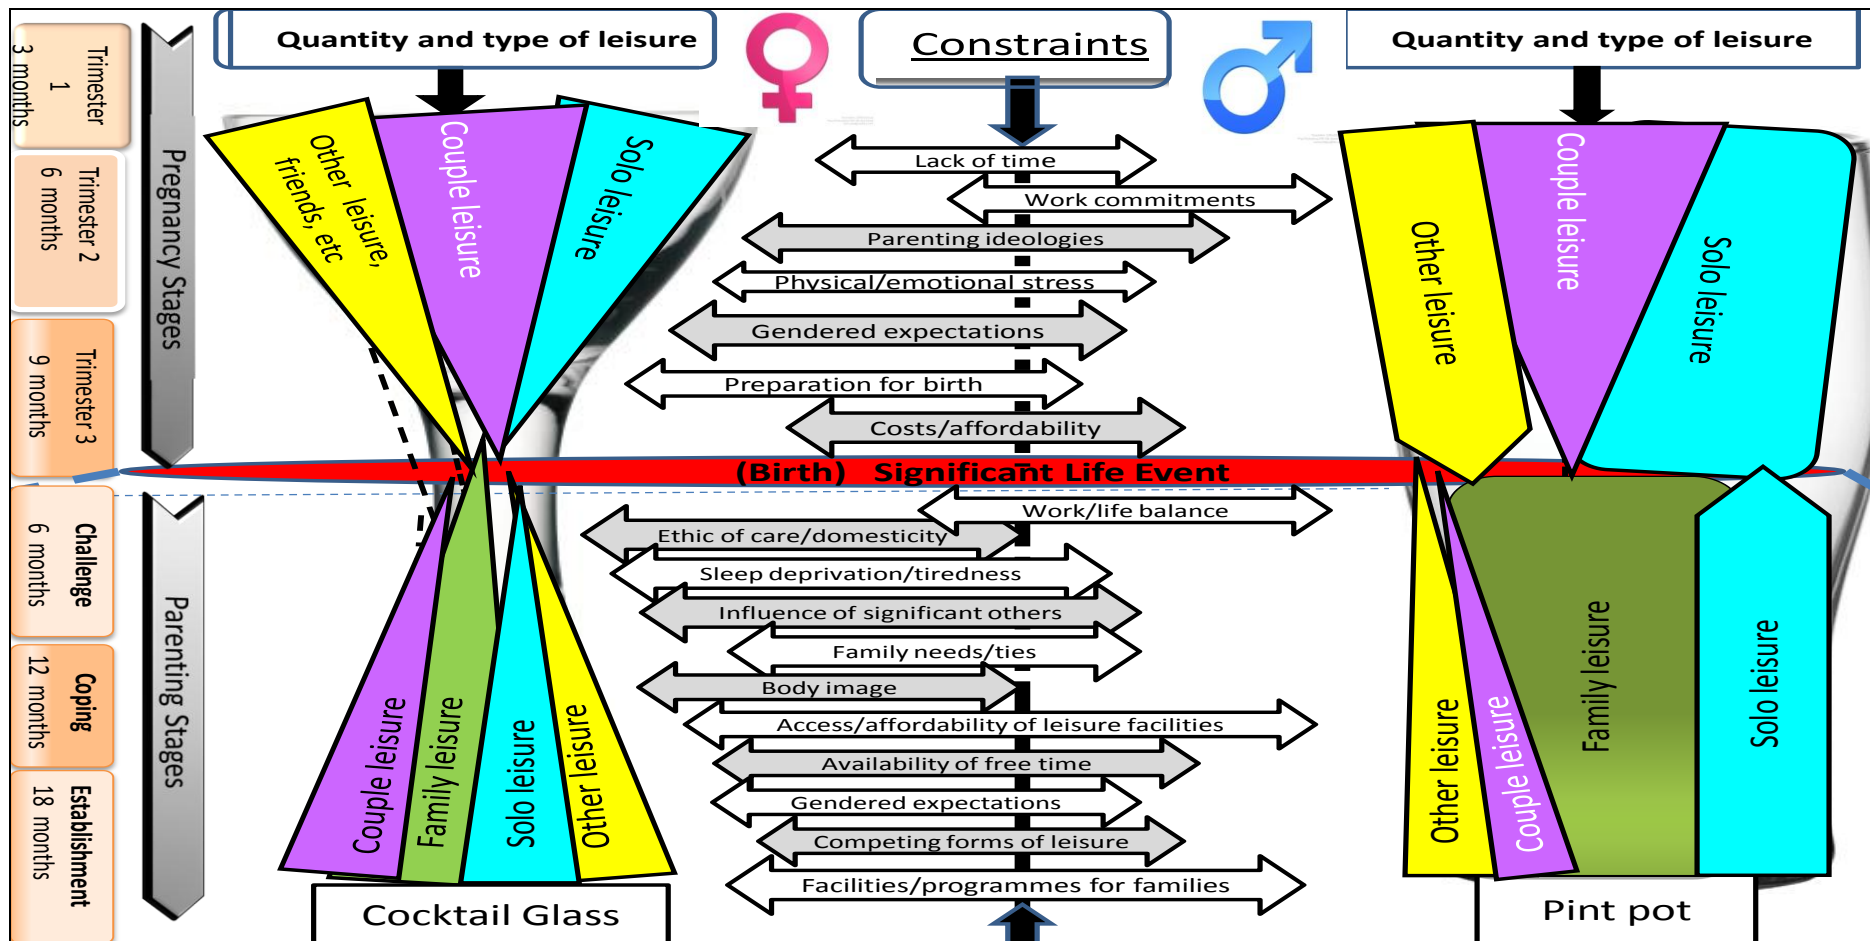 Quantity and type of leisure
Constraints
Quantity and type of leisure
Trimester
1
3 months
Trimester 2
6 months
Trimester 3
9 months
Pregnancy Stages
Other leisure,
friends, etc
Couple leisure
Solo leisure
Lack of time
Work commitments
Parenting ideologies
Physical/emotional stress
Gendered expectations
Preparation for birth
Costs/affordability
Other leisure
Couple leisure
Solo leisure
(Birth) Significant Life Event
Challenge
6 months
Coping
12 months
Establishment
18 months
Parenting Stages
Couple leisure
Family leisure
Solo leisure
Other leisure
Work/life balance
Ethic of care/domesticity
Sleep deprivation/tiredness
Influence of significant others
Family needs/ties
Body image
Access/affordability of leisure facilities
Availability of free time
Gendered expectations
Competing forms of leisure
Facilities/programmes for families
Other leisure
Couple leisure
Family leisure
Solo leisure
Cocktail Glass
Pint pot